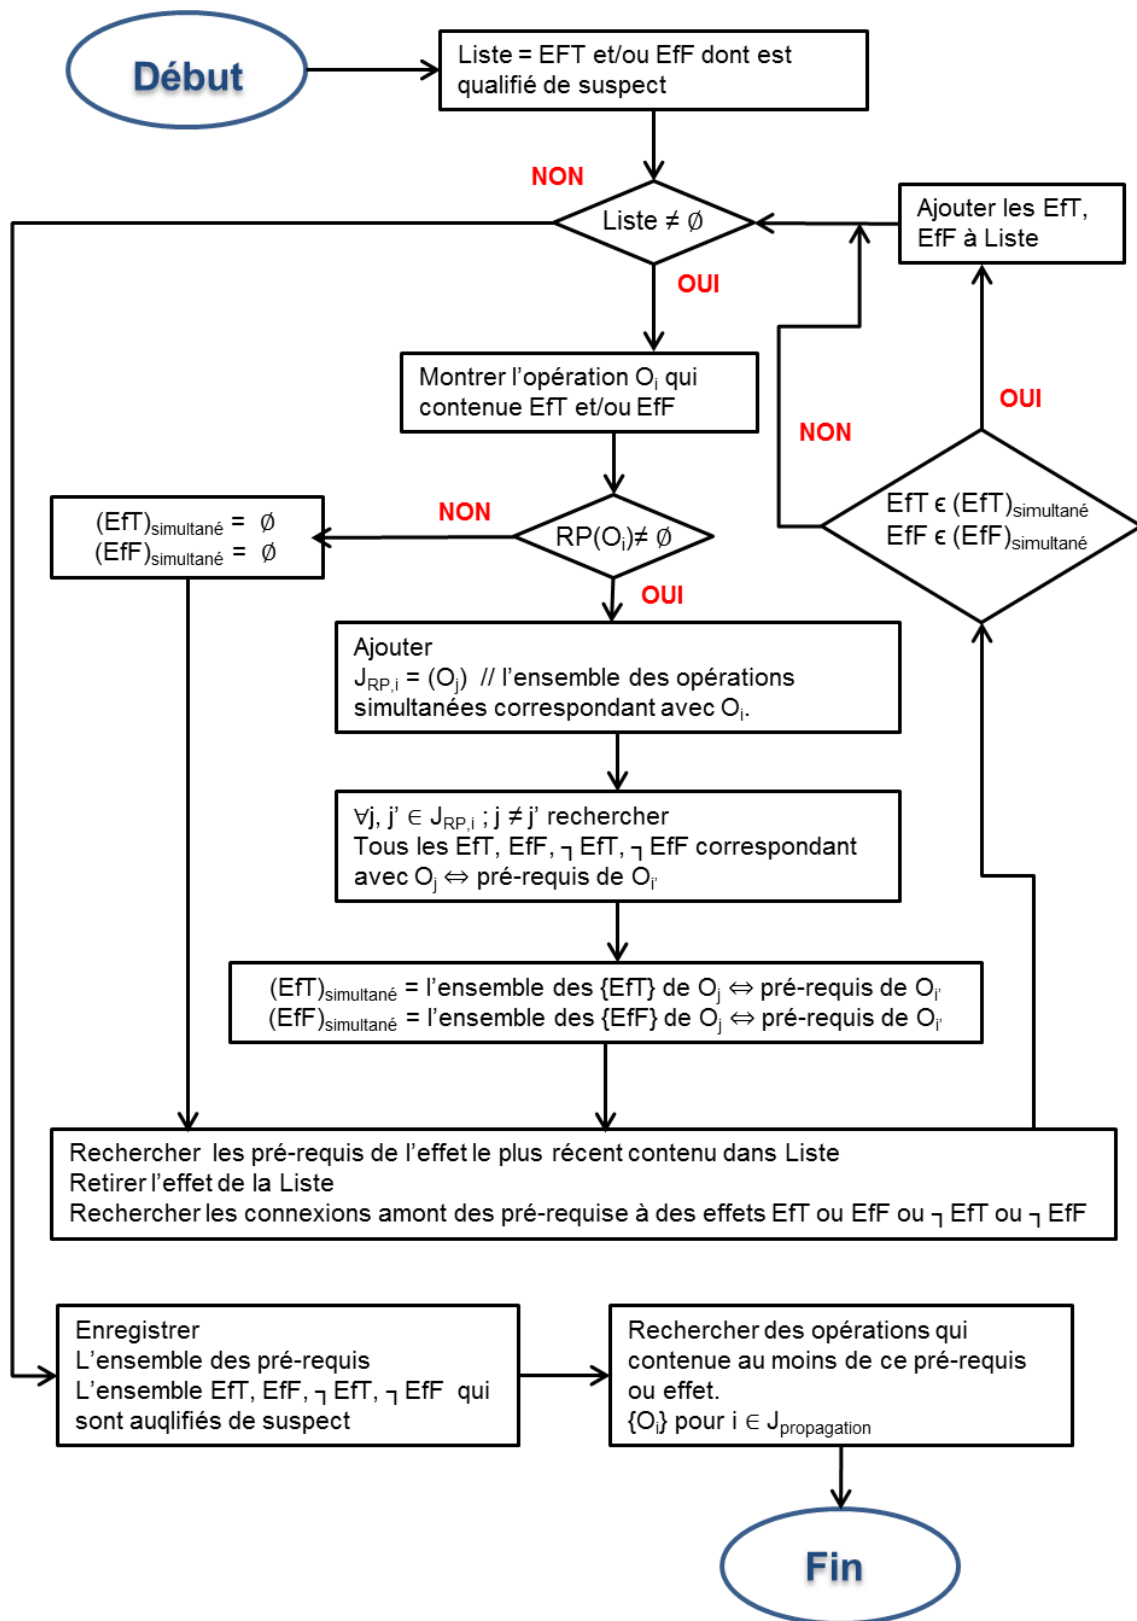 Début
Liste = EFT et/ou EfF dont est
qualifié de suspect
NON
Liste ≠ ∅
OUI
Ajouter les EfT,
EfF à Liste
Montrer l'opération Oi qui
contenue EfT et/ou EfF
OUI
NON
EfT ϵ (EfT)simultané
EfF ϵ (EfF)simultané
(EfT)simultané = ∅
(EfF)simultané = ∅
NON
RP(Oi)≠ ∅
OUI
Ajouter
JRP,i = (Oj) // l'ensemble des opérations
simultanées correspondant avec Oi.
∀j, j' ∈ JRP,i ; j ≠ j' rechercher
Tous les EfT, EfF, ┐EfT, ┐EfF correspondant
avec Oj ⇔ pré-requis de Oi'
(EfT)simultané = l'ensemble des {EfT} de Oj ⇔ pré-requis de Oi'
(EfF)simultané = l'ensemble des {EfF} de Oj ⇔ pré-requis de Oi'
Rechercher les pré-requis de l'effet le plus récent contenu dans Liste
Retirer l'effet de la Liste
Rechercher les connexions amont des pré-requise à des effets EfT ou EfF ou ┐EfT ou ┐EfF
Enregistrer
L'ensemble des pré-requis
L'ensemble EfT, EfF, ┐EfT, ┐EfF qui
sont auqlifiés de suspect
Rechercher des opérations qui
contenue au moins de ce pré-requis
ou effet.
{Oi} pour i ∈ Jpropagation
Fin